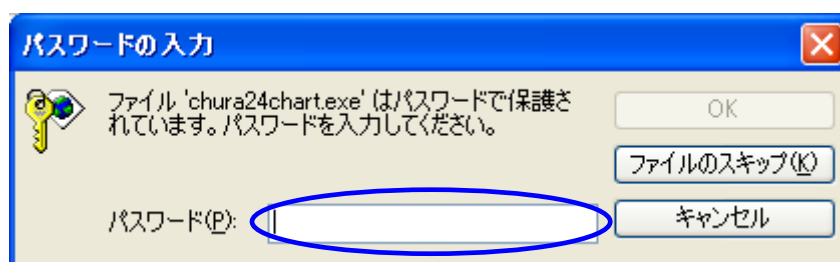 パスワードの入力
ファイル 'chura24chart.exe' はパスワードで保護さ
れています。パスワードを入力してください。
OK
ファイルのスキップ(K)
パスワード(P):
キャンセル